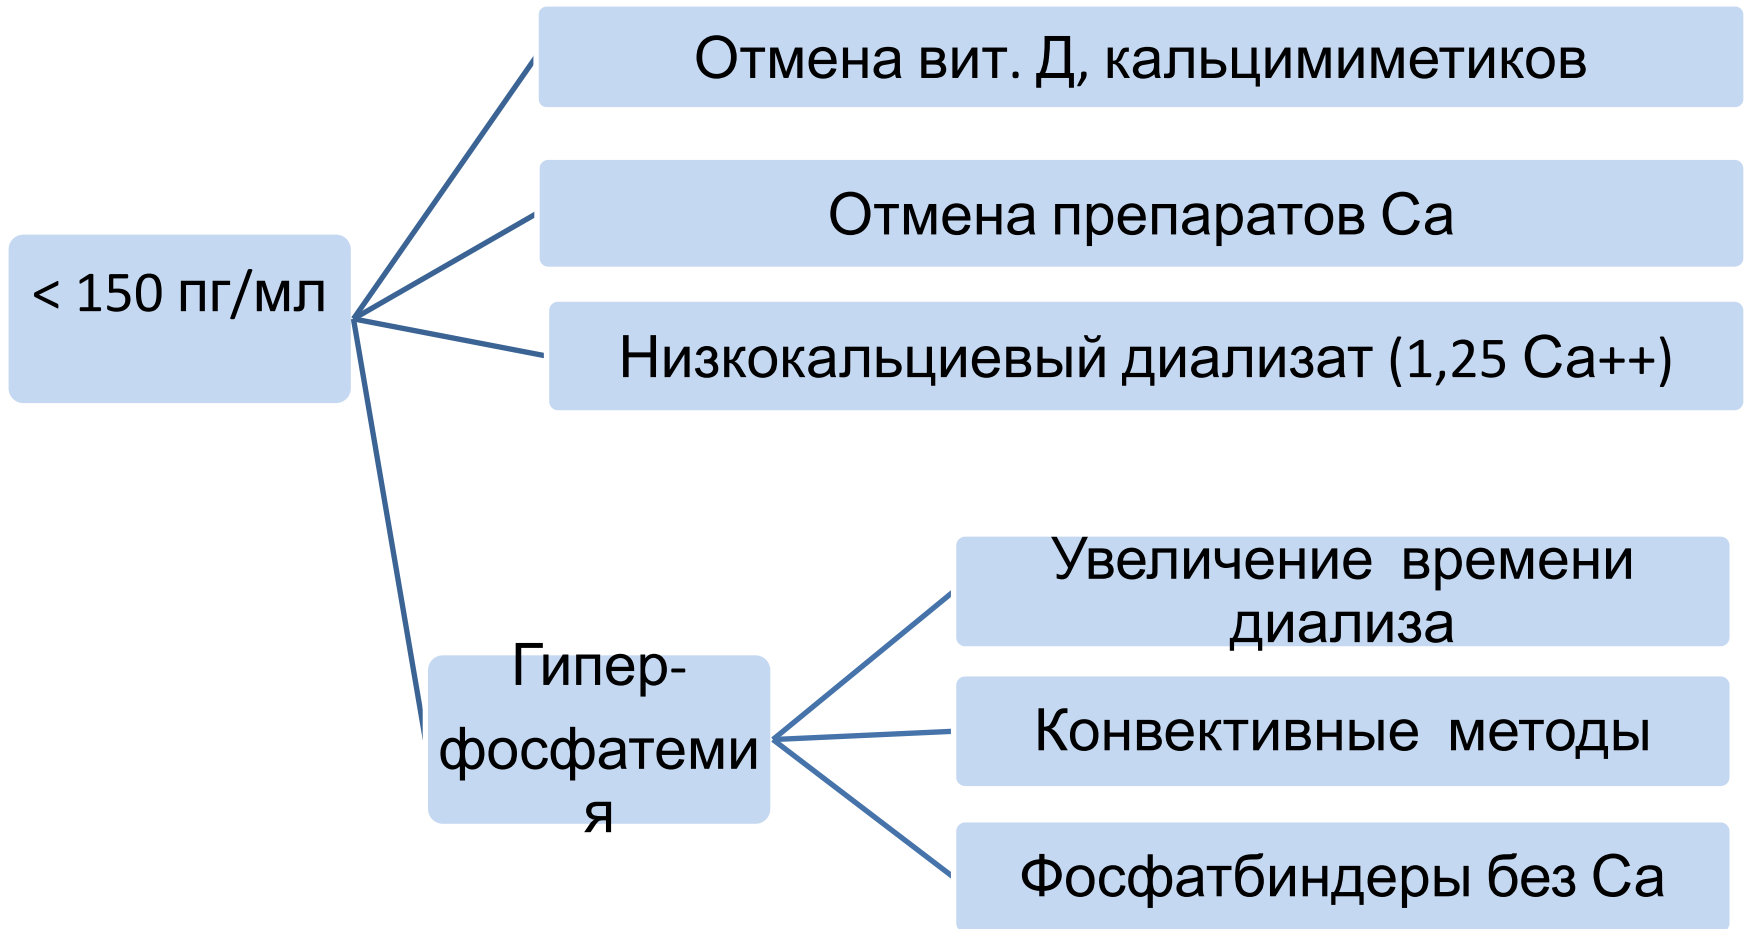 Отмена вит. Д, кальцимиметиков
Отмена препаратов Са
< 150 пг/мл
Низкокальциевый диализат (1,25 Са++)
Гипер-
фосфатеми
я
Увеличение времени
диализа
Конвективные методы
Фосфатбиндеры без Са